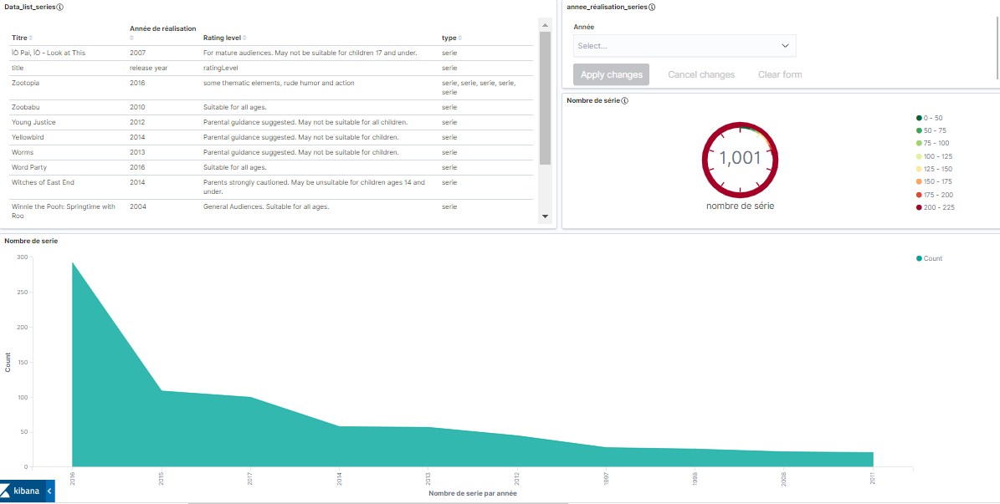 Data_list_series
Année de réalisation
Titre Rating level type
ÌÒ Pai, ÌÒ - Look at This 2007 For mature audiences. May not be suitable for children 17 and under. serie
title release year ratingLevel serie
Zootopia 2016 some thematic elements, rude humor and action serie, serie, serie, serie,
serie
Zoobabu 2010 Suitable for all ages. serie
Young Justice 2012 Parental guidance suggested. May not be suitable for all children. serie
Yellowbird 2014 Parental guidance suggested. May not be suitable for children. serie
Worms 2013 Parental guidance suggested. May not be suitable for children. serie
Word Party 2016 Suitable for all ages. serie
Witches of East End 2014 Parents strongly cautioned. May be unsuitable for children ages 14 and serie
under.
Winnie the Pooh: Springtime with 2004 General Audiences. Suitable for all ages. serie
Roo
annee_réalisation_series
Année
Select...
Apply changes Cancel changes Clear form
Nombre de série
1,001
nombre de série
0 - 50
50 - 75
75 - 100
100 - 125
125 - 150
150 - 175
175 - 200
200 - 225
Nombre de serie
300
250
200
150
100
50
0
Count
2016 2015 2017 2014 2013 2012 1997 1998 2008 2011
Nombre de serie par année
Count
kibana